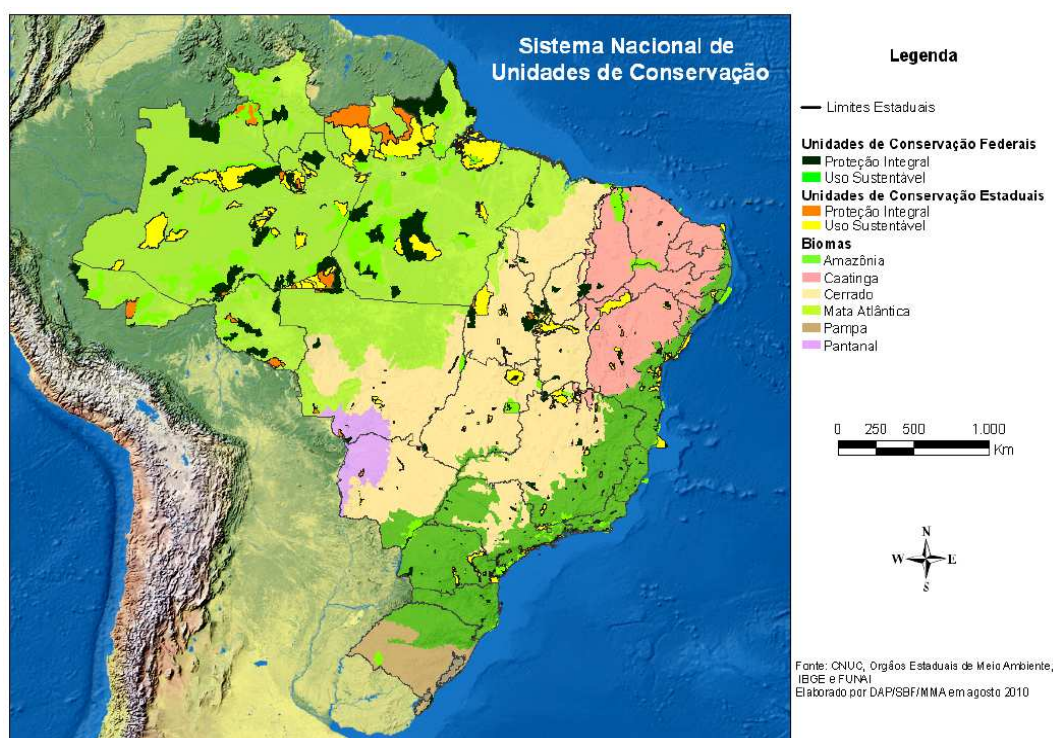 Sistema Nacional de
Unidades de Conservação
Legenda
Limites Estaduais
Unidades de Conservação Federais
Proteção Integral
Uso Sustentável
Unidades de Conservação Estaduais
Proteção Integral
Uso Sustentável
Biomas
Amazônia
Caatinga
Cerrado
Mata Atlântica
Pampa
Pantanal
0 250 500 1.000
Km
N
W E
S
Fonte: CNUC, Orgãos Estaduais de Meio Ambiente,
IBGE e FUNAI
Elaborado por DAP/SBF/MMA em agosto 2010